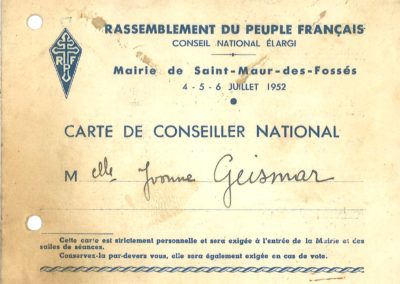 RASSEMBLEMENT DU PEUPLE FRANÇAIS
CONSEIL NATIONAL ÉLARGI
Mairie de Saint-Maur-des-Fossés
4 - 5 - 6 JUILLET 1952
RPF
CARTE DE CONSEILLER NATIONAL
Melle Yvonne Geismar
Cette carte est strictement personnelle et sera exigée à l'entrée de la Mairie et des
salles de séances.
Conservez-la par-devers vous, elle sera également exigée en cas de vote.